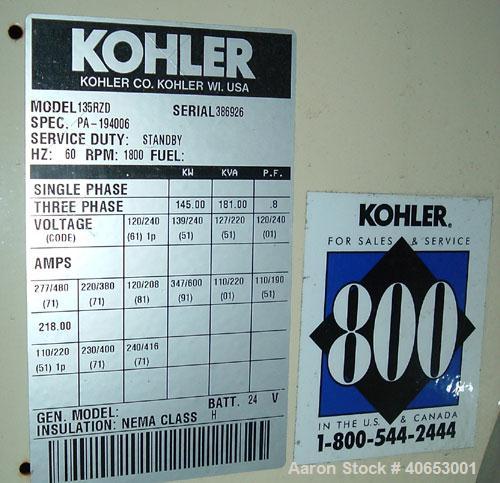 KOHLER
KOHLER CO. KOHLER WI. USA
MODEL 135RZD SERIAL 386926
SPEC. PA-194006
SERVICE DUTY: STANDBY
HZ: 60 RPM: 1800 FUEL:
KW KVA P.F.
SINGLE PHASE
THREE PHASE 145.00 181.00 .8
VOLTAGE 120/240 139/240 127/220 120/240
(CODE) (61) 1p (51) (51) (01)
AMPS
277/480 220/380 120/208 347/600 110/220 110/190
(71) (71) (81) (91) (01) (51)
218.00
110/220 230/400 240/416
(51) 1p (71) (71)
GEN. MODEL: BATT. 24 V
INSULATION: NEMA CLASS H
KOHLER®
FOR SALES & SERVICE
800
IN THE U.S. & CANADA
1-800-544-2444
Aaron Stock # 40653001